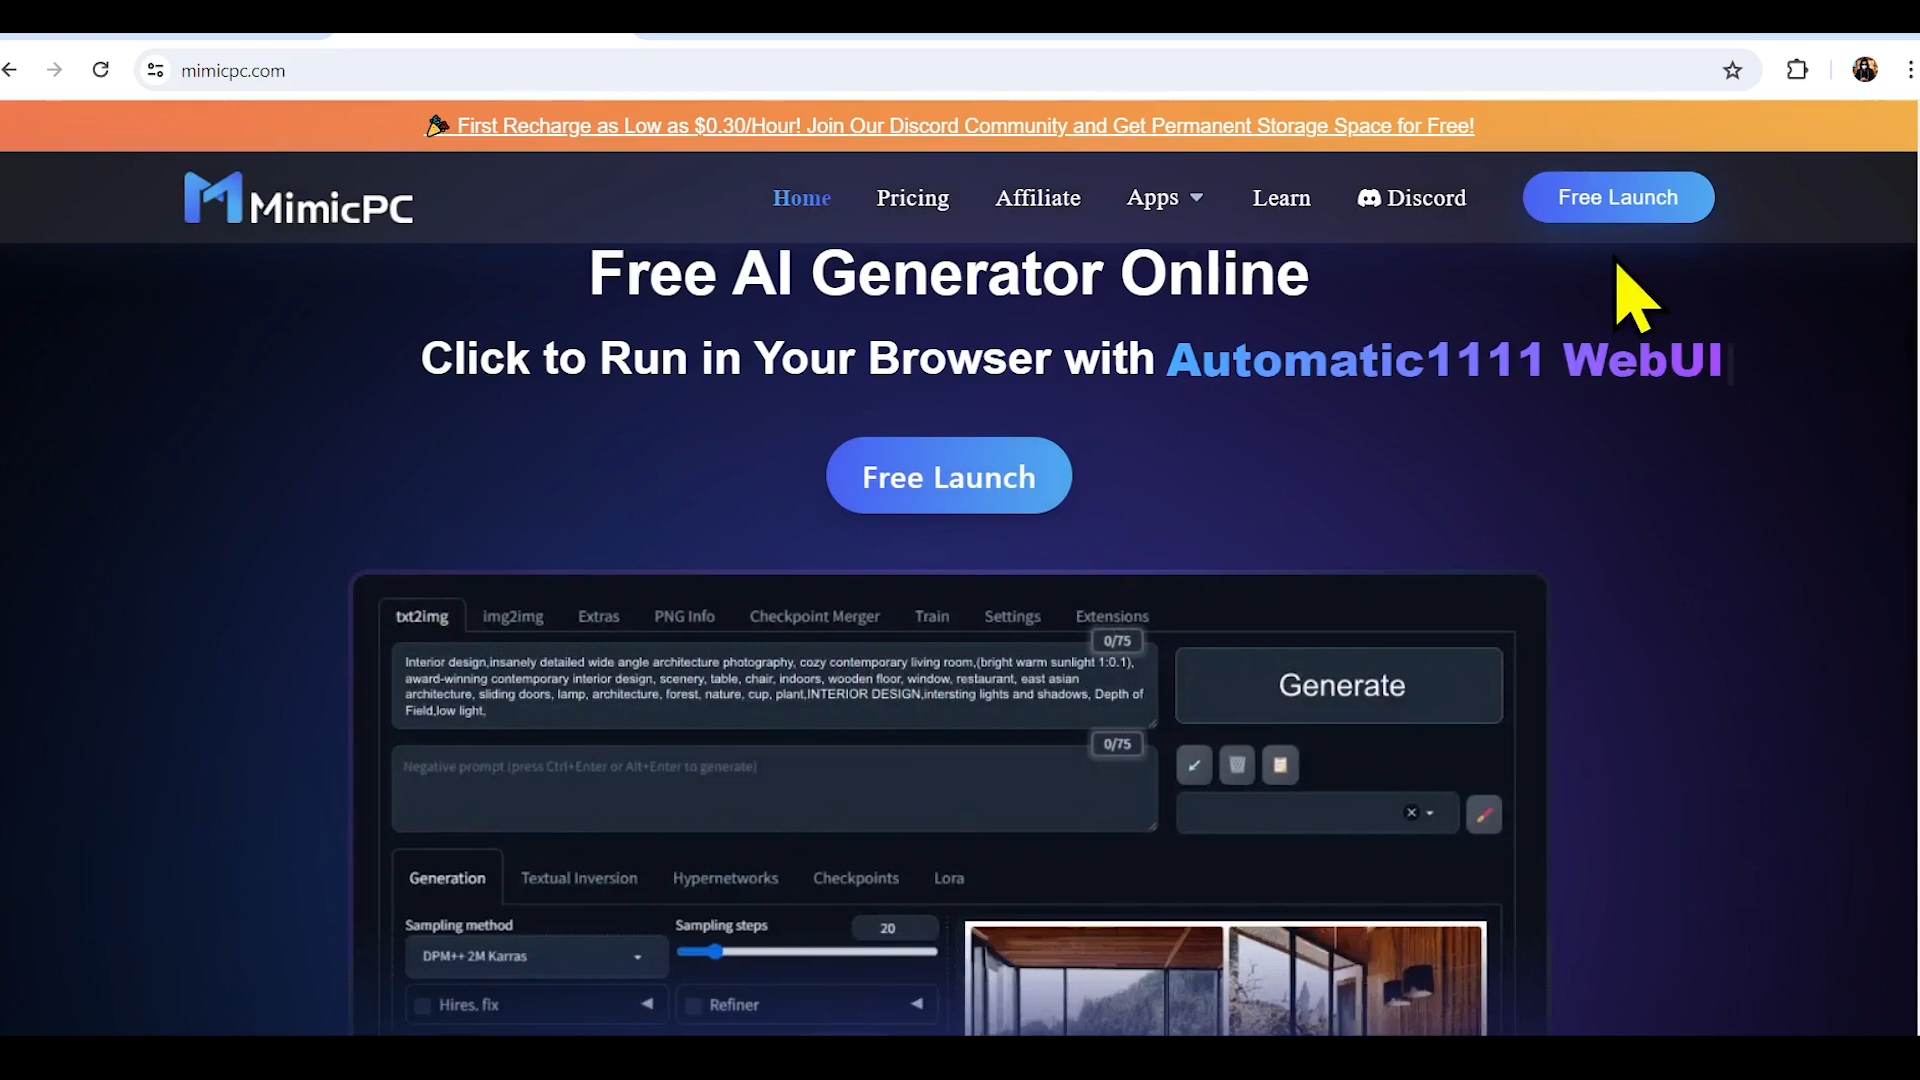 mimicpc.com
First Recharge as Low as $0.30/Hour! Join Our Discord Community and Get Permanent Storage Space for Free!
MimicPC
Home Pricing Affiliate Apps Learn Discord Free Launch
Free AI Generator Online
Click to Run in Your Browser with Automatic1111 WebUI
Free Launch
txt2img img2img Extras PNG Info Checkpoint Merger Train Settings Extensions
0/75
Interior design,insanely detailed wide angle architecture photography, cozy contemporary living room,(bright warm sunlight 1:0.1),
award-winning contemporary interior design, scenery, table, chair, indoors, wooden floor, window, restaurant, east asian
architecture, sliding doors, lamp, architecture, forest, nature, cup, plant,INTERIOR DESIGN,intersting lights and shadows, Depth of
Field,low light,
Generate
0/75
Negative prompt (press Ctrl+Enter or Alt+Enter to generate)
Generation Textual Inversion Hypernetworks Checkpoints Lora
Sampling method Sampling steps 20
DPM++ 2M Karras
Hires. fix Refiner